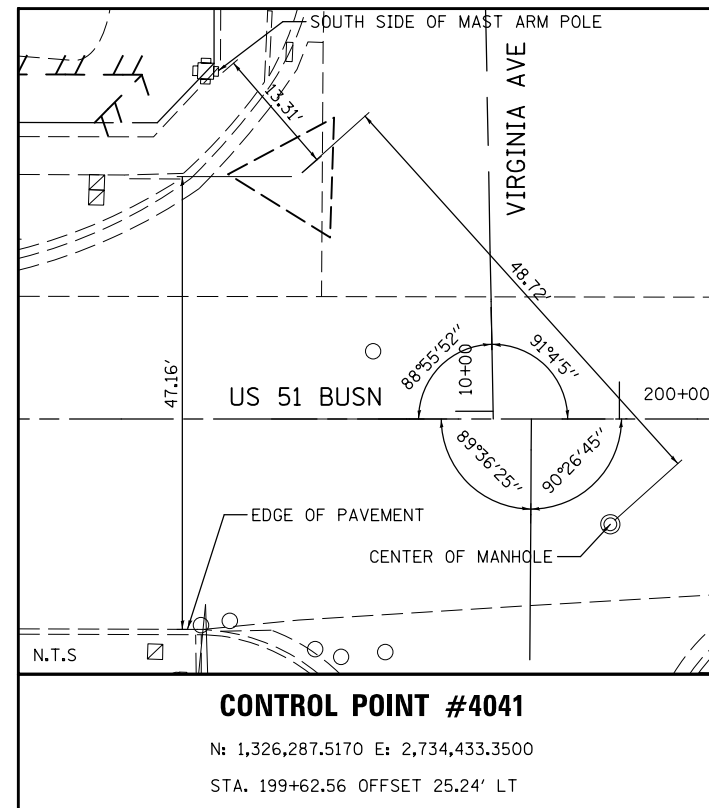 SOUTH SIDE OF MAST ARM POLE
VIRGINIA AVE
13.31'
48.72'
47.16'
US 51 BUSN
88°55'52"
10+00
91°4'5"
200+00
89°36'25"
90°26'45"
EDGE OF PAVEMENT
CENTER OF MANHOLE
N.T.S
CONTROL POINT #4041
N: 1,326,287.5170 E: 2,734,433.3500
STA. 199+62.56 OFFSET 25.24' LT